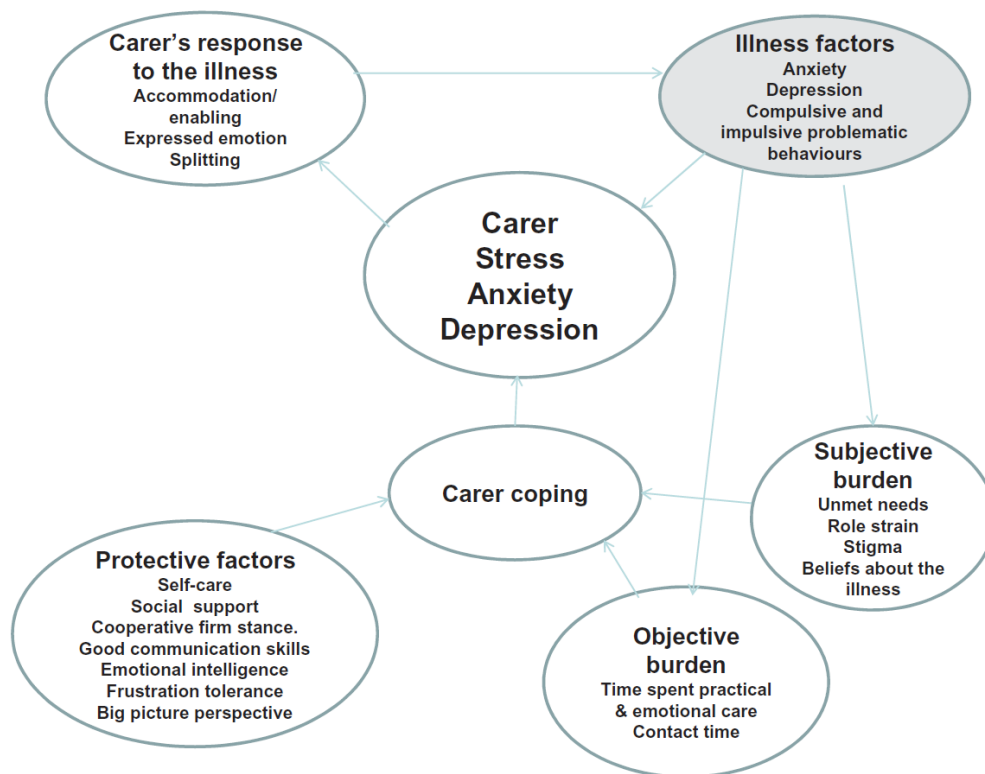 Carer's response
to the illness
Accommodation/
enabling
Expressed emotion
Splitting
Illness factors
Anxiety
Depression
Compulsive and
impulsive problematic
behaviours
Carer
Stress
Anxiety
Depression
Carer coping
Subjective
burden
Unmet needs
Role strain
Stigma
Beliefs about the
illness
Protective factors
Self-care
Social  support
Cooperative firm stance.
Good communication skills
Emotional intelligence
Frustration tolerance
Big picture perspective
Objective
burden
Time spent practical
& emotional care
Contact time